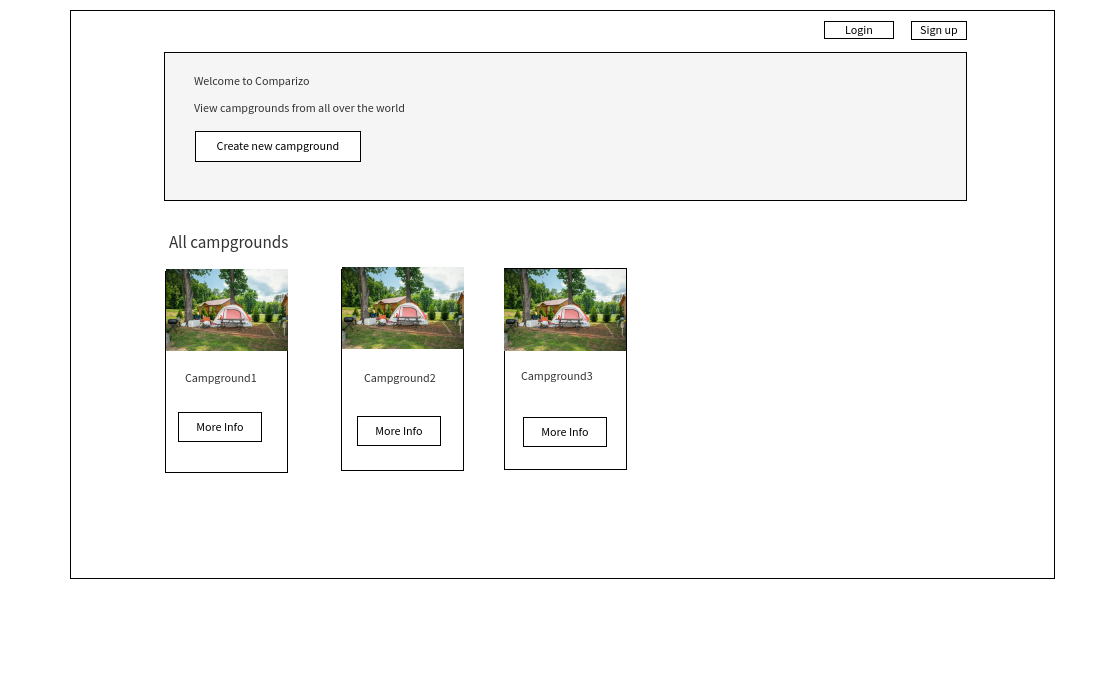 Login
Sign up
Welcome to Comparizo
View campgrounds from all over the world
Create new campground
All campgrounds
Campground1
Campground2
Campground3
More Info
More Info
More Info